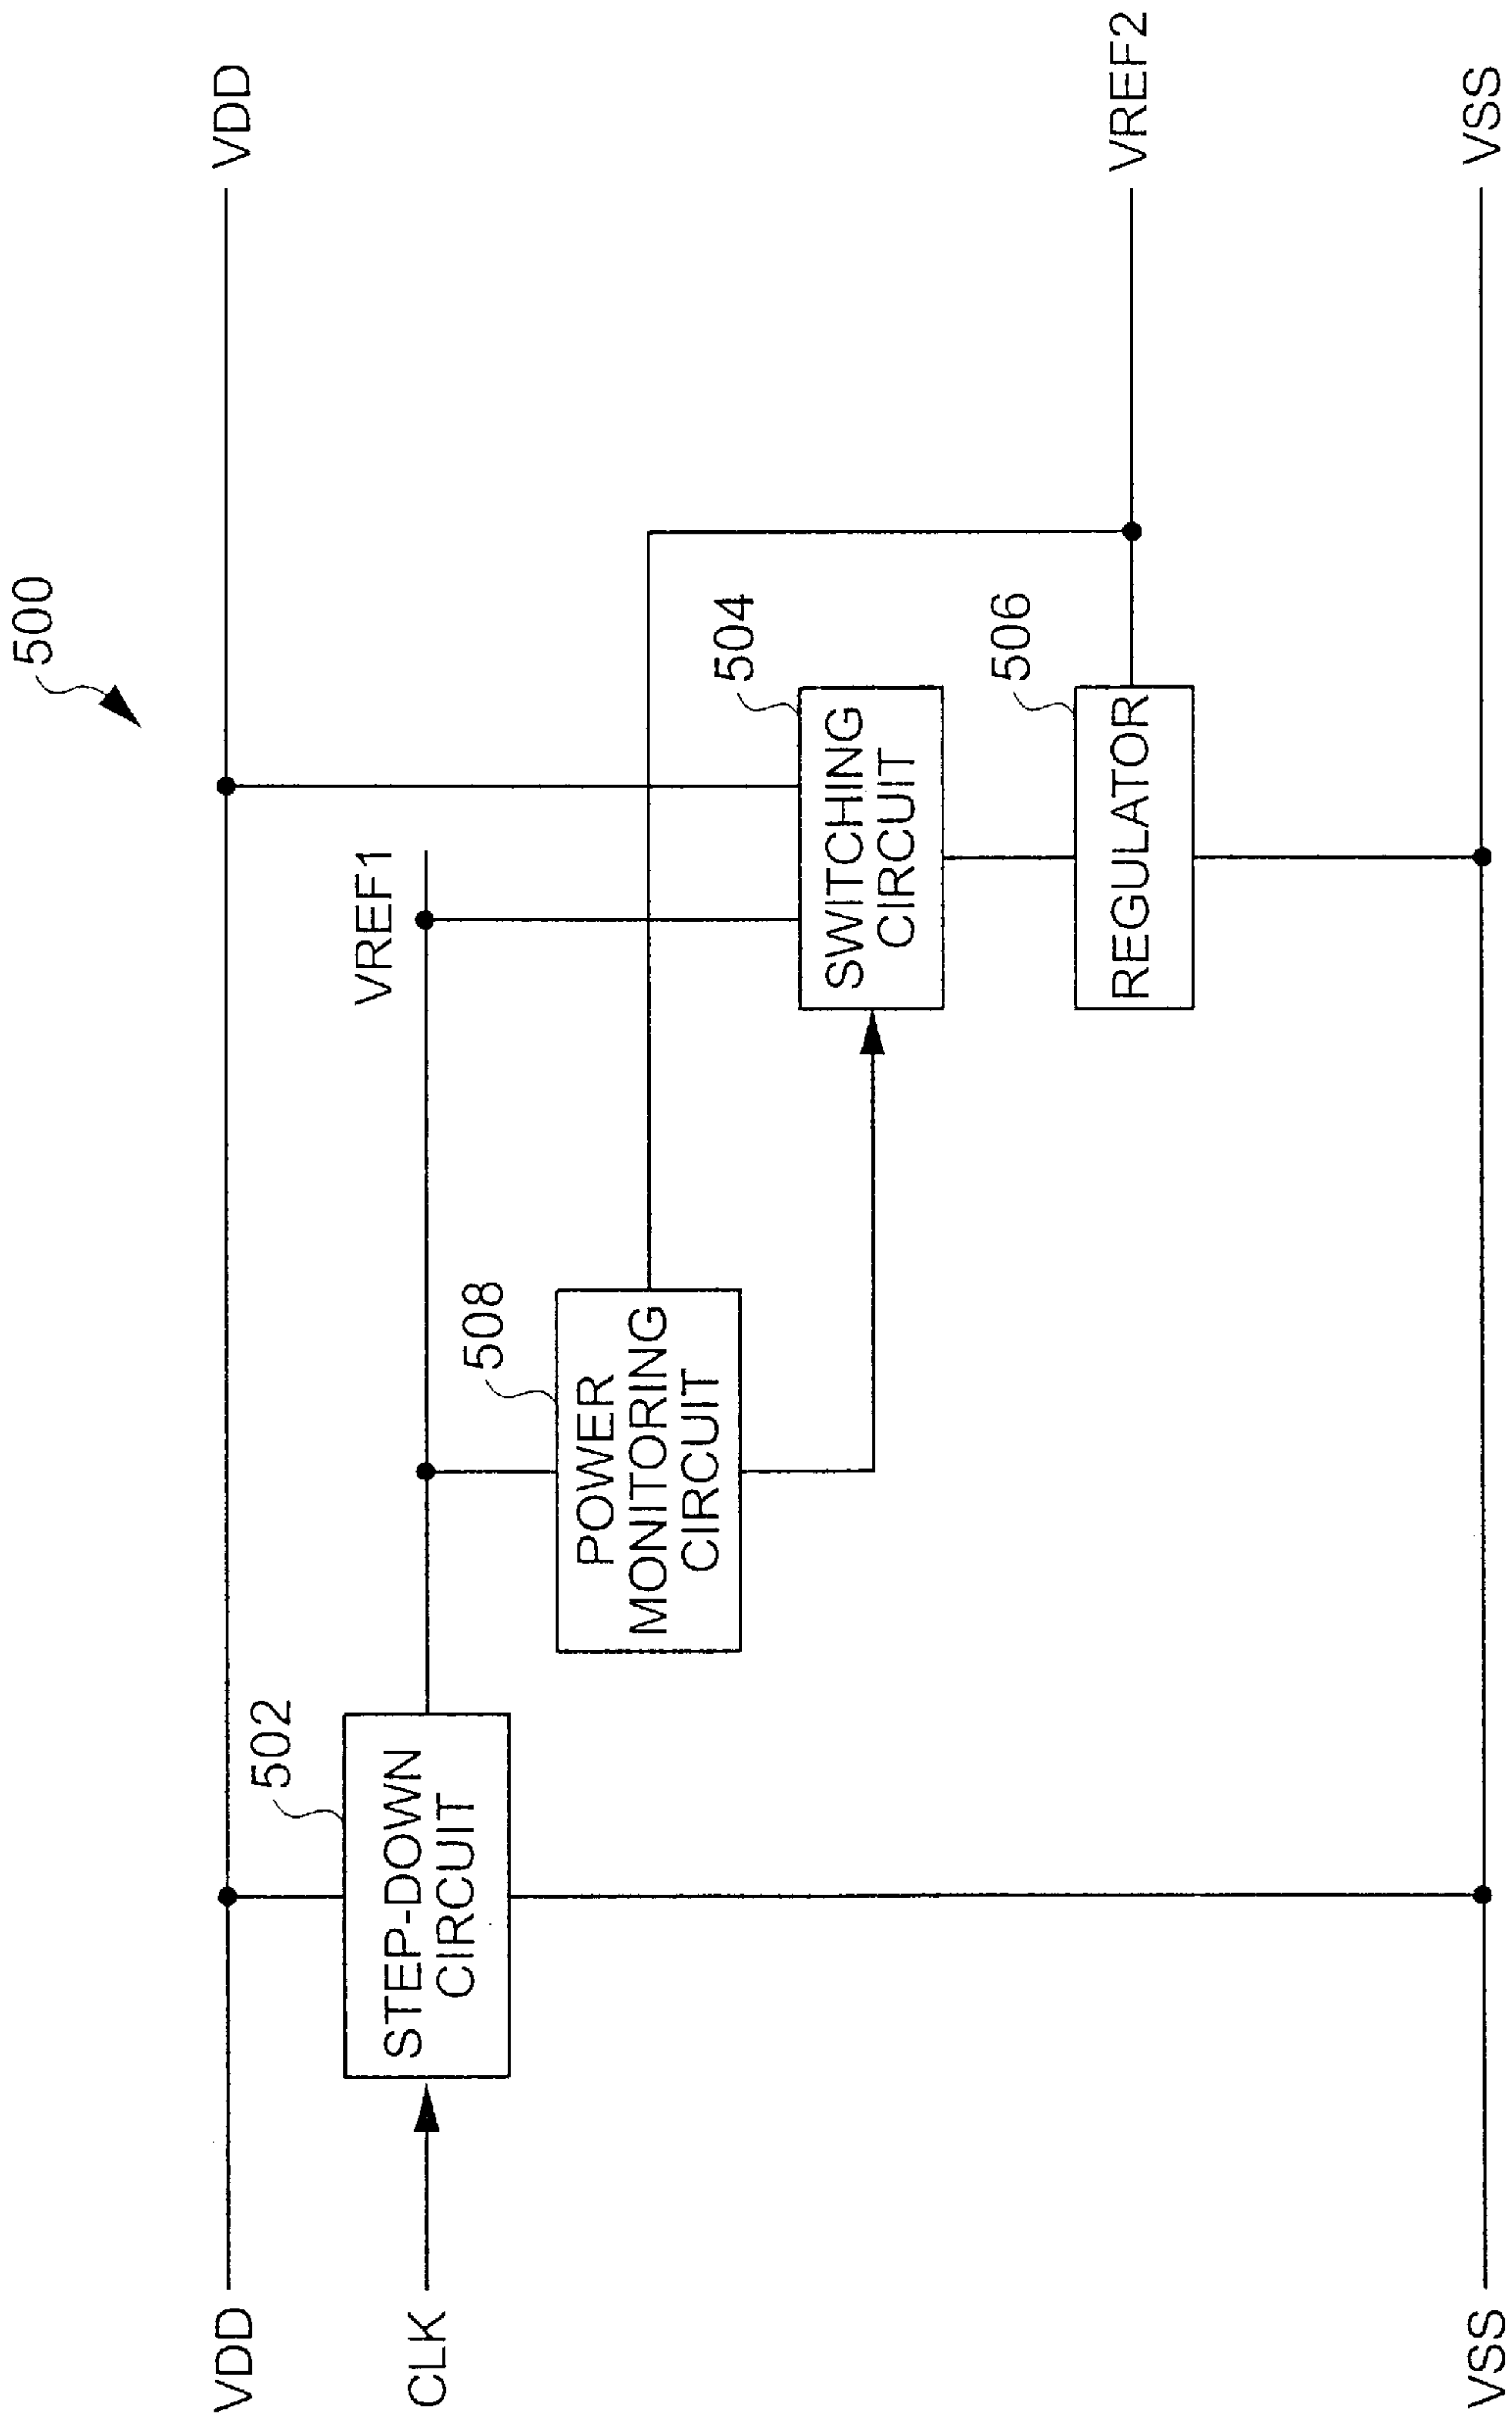 500
VDD
VDD
502
STEP-DOWN
CIRCUIT
CLK
VREF1
508
POWER
MONITORING
CIRCUIT
504
SWITCHING
CIRCUIT
506
REGULATOR
VREF2
VSS
VSS